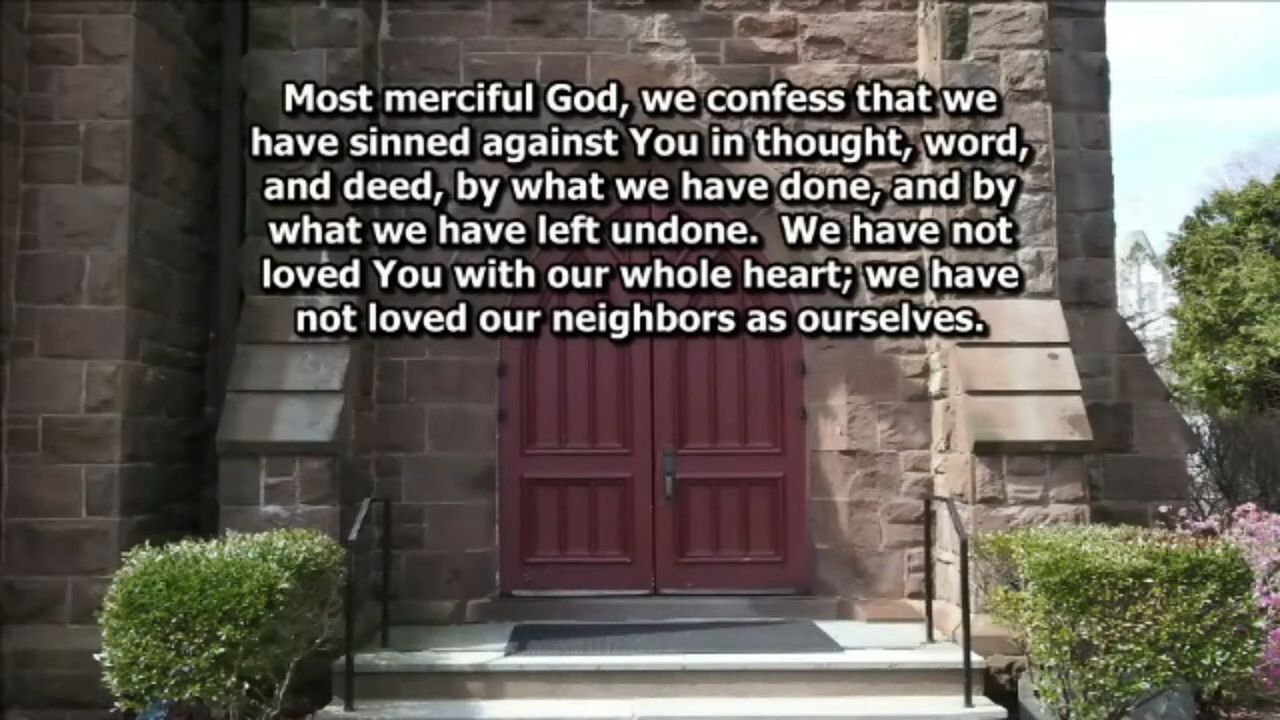 Most merciful God, we confess that we
have sinned against You in thought, word,
and deed, by what we have done, and by
what we have left undone.  We have not
loved You with our whole heart; we have
not loved our neighbors as ourselves.